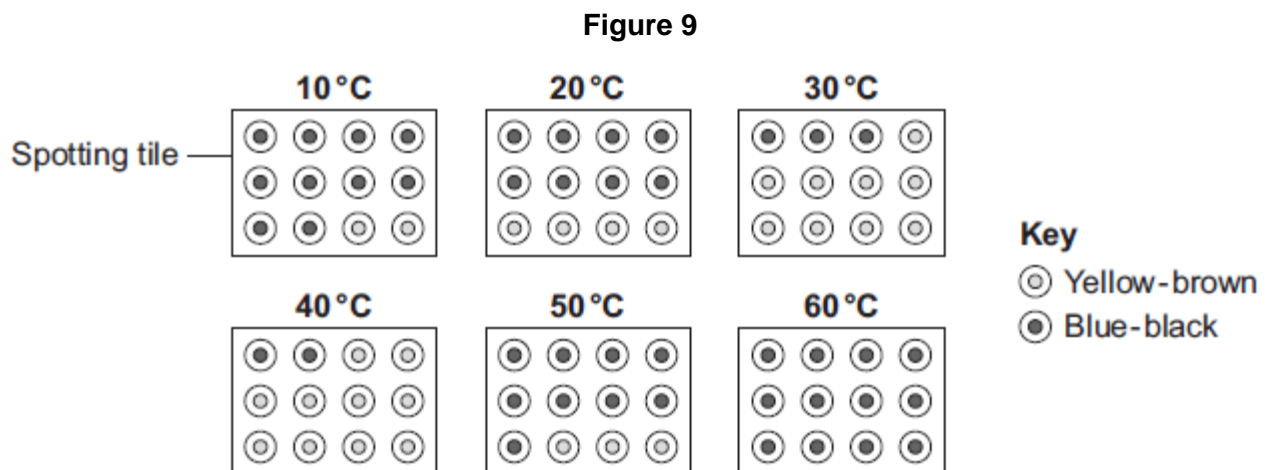 Figure 9
10 °C
20 °C
30 °C
Spotting tile
40 °C
50 °C
60 °C
Key
Yellow-brown
Blue-black